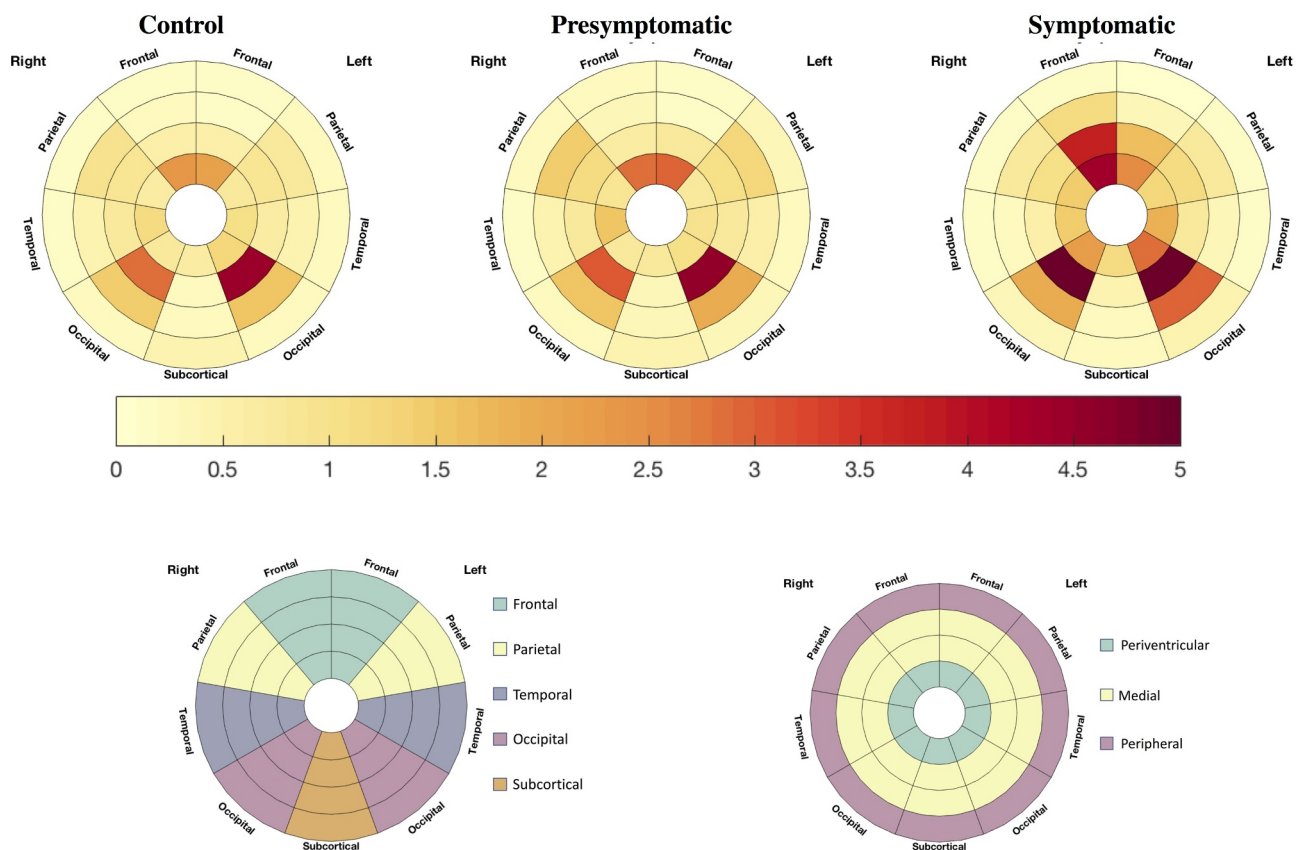 Control
Presymptomatic
Symptomatic
Right
Frontal
Frontal
Left
Parietal
Parietal
Temporal
Temporal
Occipital
Occipital
Subcortical
Right
Frontal
Frontal
Left
Parietal
Parietal
Temporal
Temporal
Occipital
Occipital
Subcortical
Right
Frontal
Frontal
Left
Parietal
Parietal
Temporal
Temporal
Occipital
Occipital
Subcortical
0 0.5 1 1.5 2 2.5 3 3.5 4 4.5 5
Right
Frontal
Frontal
Left
Parietal
Parietal
Temporal
Temporal
Occipital
Occipital
Subcortical
Frontal
Parietal
Temporal
Occipital
Subcortical
Right
Frontal
Frontal
Left
Parietal
Parietal
Temporal
Temporal
Occipital
Occipital
Subcortical
Periventricular
Medial
Peripheral